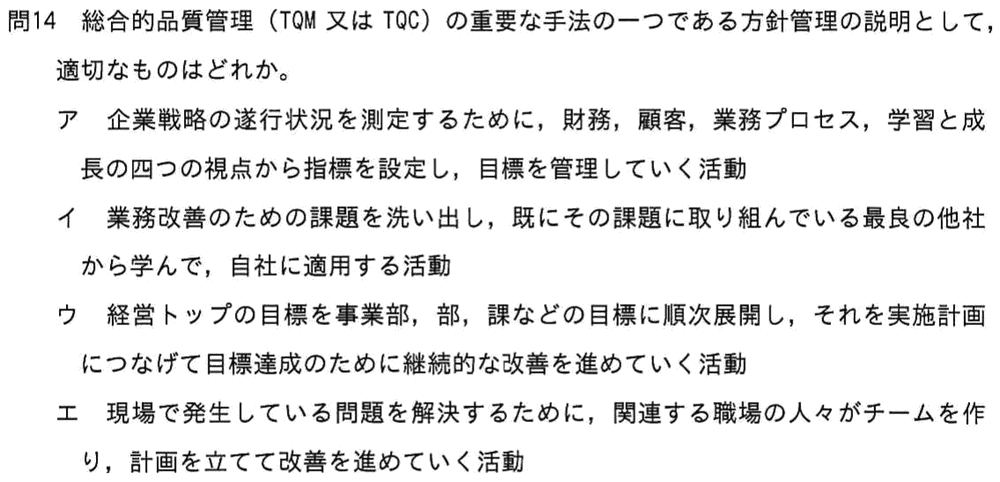 問14　総合的品質管理（TQM 又は TQC）の重要な手法の一つである方針管理の説明として，
適切なものはどれか。
ア　企業戦略の遂行状況を測定するために，財務，顧客，業務プロセス，学習と成
長の四つの視点から指標を設定し，目標を管理していく活動
イ　業務改善のための課題を洗い出し，既にその課題に取り組んでいる最良の他社
から学んで，自社に適用する活動
ウ　経営トップの目標を事業部，部，課などの目標に順次展開し，それを実施計画
につなげて目標達成のために継続的な改善を進めていく活動
エ　現場で発生している問題を解決するために，関連する職場の人々がチームを作
り，計画を立てて改善を進めていく活動